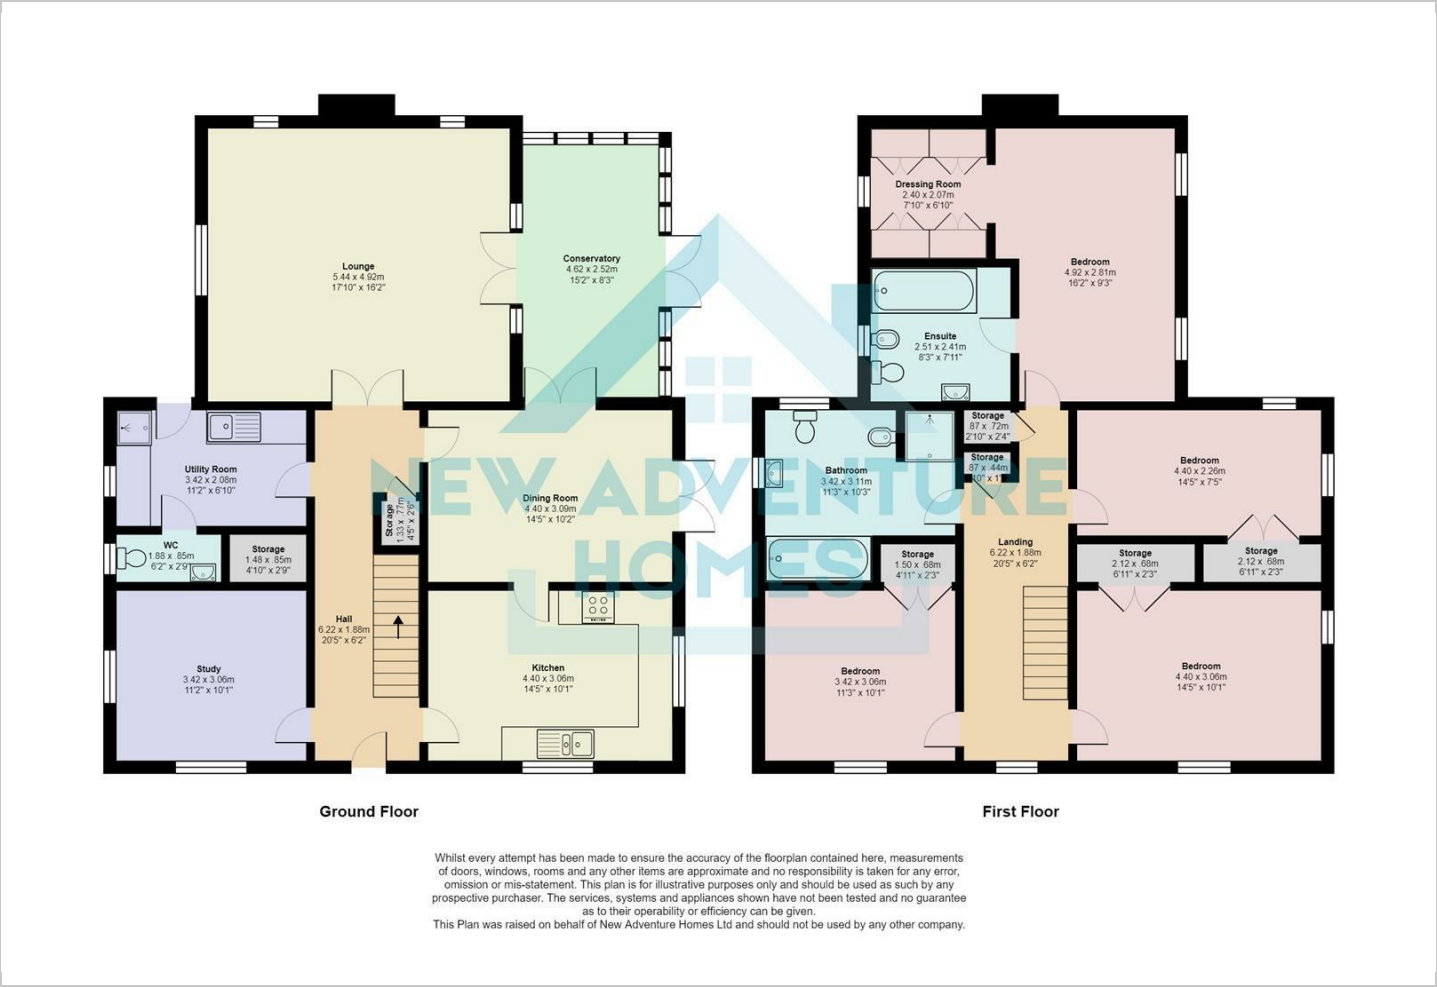 Lounge
5.44 x 4.92m
17'10" x 16'2"
Conservatory
4.62 x 2.52m
15'2" x 8'3"
Utility Room
3.42 x 2.08m
11'2" x 6'10"
WC
1.88 x .85m
6'2" x 2'9"
Storage
1.48 x .85m
4'10" x 2'9"
Storage
1.33 x .77m
4'5" x 2'6"
Dining Room
4.40 x 3.09m
14'5" x 10'2"
Hall
6.22 x 1.88m
20'5" x 6'2"
Study
3.42 x 3.06m
11'2" x 10'1"
Kitchen
4.40 x 3.06m
14'5" x 10'1"
Ground Floor
Dressing Room
2.40 x 2.07m
7'10" x 6'10"
Bedroom
4.92 x 2.81m
16'2" x 9'3"
Ensuite
2.51 x 2.41m
8'3" x 7'11"
Storage
.87 x .72m
2'10" x 2'4"
Storage
.87 x .44m
Bathroom
3.42 x 3.11m
11'3" x 10'3"
Bedroom
4.40 x 2.26m
14'5" x 7'5"
Landing
6.22 x 1.88m
20'5" x 6'2"
Storage
1.50 x .68m
4'11" x 2'3"
Storage
2.12 x .68m
6'11" x 2'3"
Storage
2.12 x .68m
6'11" x 2'3"
Bedroom
3.42 x 3.06m
11'3" x 10'1"
Bedroom
4.40 x 3.06m
14'5" x 10'1"
First Floor
NEW ADVENTURE
HOMES
Whilst every attempt has been made to ensure the accuracy of the floorplan contained here, measurements
of doors, windows, rooms and any other items are approximate and no responsibility is taken for any error,
omission or mis-statement. This plan is for illustrative purposes only and should be used as such by any
prospective purchaser. The services, systems and appliances shown have not been tested and no guarantee
as to their operability or efficiency can be given.
This Plan was raised on behalf of New Adventure Homes Ltd and should not be used by any other company.